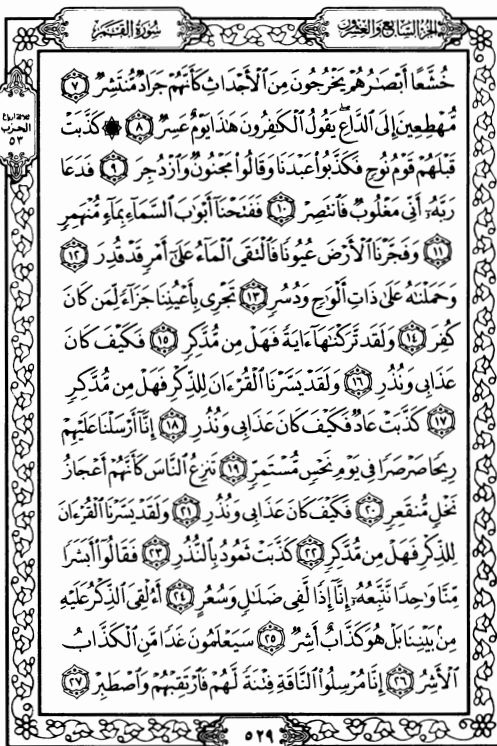 الجزء السابع والعشرون
سورة القمر
ثلاثة أرباع
الحزب
٥٣
خُشَّعًا أَبْصَٰرُهُمْ يَخْرُجُونَ مِنَ ٱلْأَجْدَاثِ كَأَنَّهُمْ جَرَادٌ مُّنتَشِرٌ ٧
مُّهْطِعِينَ إِلَى ٱلدَّاعِ ۖ يَقُولُ ٱلْكَٰفِرُونَ هَٰذَا يَوْمٌ عَسِرٌ ٨ ۞ كَذَّبَتْ
قَبْلَهُمْ قَوْمُ نُوحٍ فَكَذَّبُوا۟ عَبْدَنَا وَقَالُوا۟ مَجْنُونٌ وَٱزْدُجِرَ ٩ فَدَعَا
رَبَّهُۥٓ أَنِّى مَغْلُوبٌ فَٱنتَصِرْ ١٠ فَفَتَحْنَآ أَبْوَٰبَ ٱلسَّمَآءِ بِمَآءٍ مُّنْهَمِرٍ
١١ وَفَجَّرْنَا ٱلْأَرْضَ عُيُونًا فَٱلْتَقَى ٱلْمَآءُ عَلَىٰٓ أَمْرٍ قَدْ قُدِرَ ١٢
وَحَمَلْنَٰهُ عَلَىٰ ذَاتِ أَلْوَٰحٍ وَدُسُرٍ ١٣ تَجْرِى بِأَعْيُنِنَا جَزَآءً لِّمَن كَانَ
كُفِرَ ١٤ وَلَقَد تَّرَكْنَٰهَآ ءَايَةً فَهَلْ مِن مُّدَّكِرٍ ١٥ فَكَيْفَ كَانَ
عَذَابِى وَنُذُرِ ١٦ وَلَقَدْ يَسَّرْنَا ٱلْقُرْءَانَ لِلذِّكْرِ فَهَلْ مِن مُّدَّكِرٍ
١٧ كَذَّبَتْ عَادٌ فَكَيْفَ كَانَ عَذَابِى وَنُذُرِ ١٨ إِنَّآ أَرْسَلْنَا عَلَيْهِمْ
رِيحًا صَرْصَرًا فِى يَوْمِ نَحْسٍ مُّسْتَمِرٍّ ١٩ تَنزِعُ ٱلنَّاسَ كَأَنَّهُمْ أَعْجَازُ
نَخْلٍ مُّنقَعِرٍ ٢٠ فَكَيْفَ كَانَ عَذَابِى وَنُذُرِ ٢١ وَلَقَدْ يَسَّرْنَا ٱلْقُرْءَانَ
لِلذِّكْرِ فَهَلْ مِن مُّدَّكِرٍ ٢٢ كَذَّبَتْ ثَمُودُ بِٱلنُّذُرِ ٢٣ فَقَالُوٓا۟ أَبَشَرًا
مِّنَّا وَٰحِدًا نَّتَّبِعُهُۥٓ إِنَّآ إِذًا لَّفِى ضَلَٰلٍ وَسُعُرٍ ٢٤ أَءُلْقِىَ ٱلذِّكْرُ عَلَيْهِ
مِنۢ بَيْنِنَا بَلْ هُوَ كَذَّابٌ أَشِرٌ ٢٥ سَيَعْلَمُونَ غَدًا مَّنِ ٱلْكَذَّابُ
ٱلْأَشِرُ ٢٦ إِنَّا مُرْسِلُوا۟ ٱلنَّاقَةِ فِتْنَةً لَّهُمْ فَٱرْتَقِبْهُمْ وَٱصْطَبِرْ ٢٧
٥٢٩